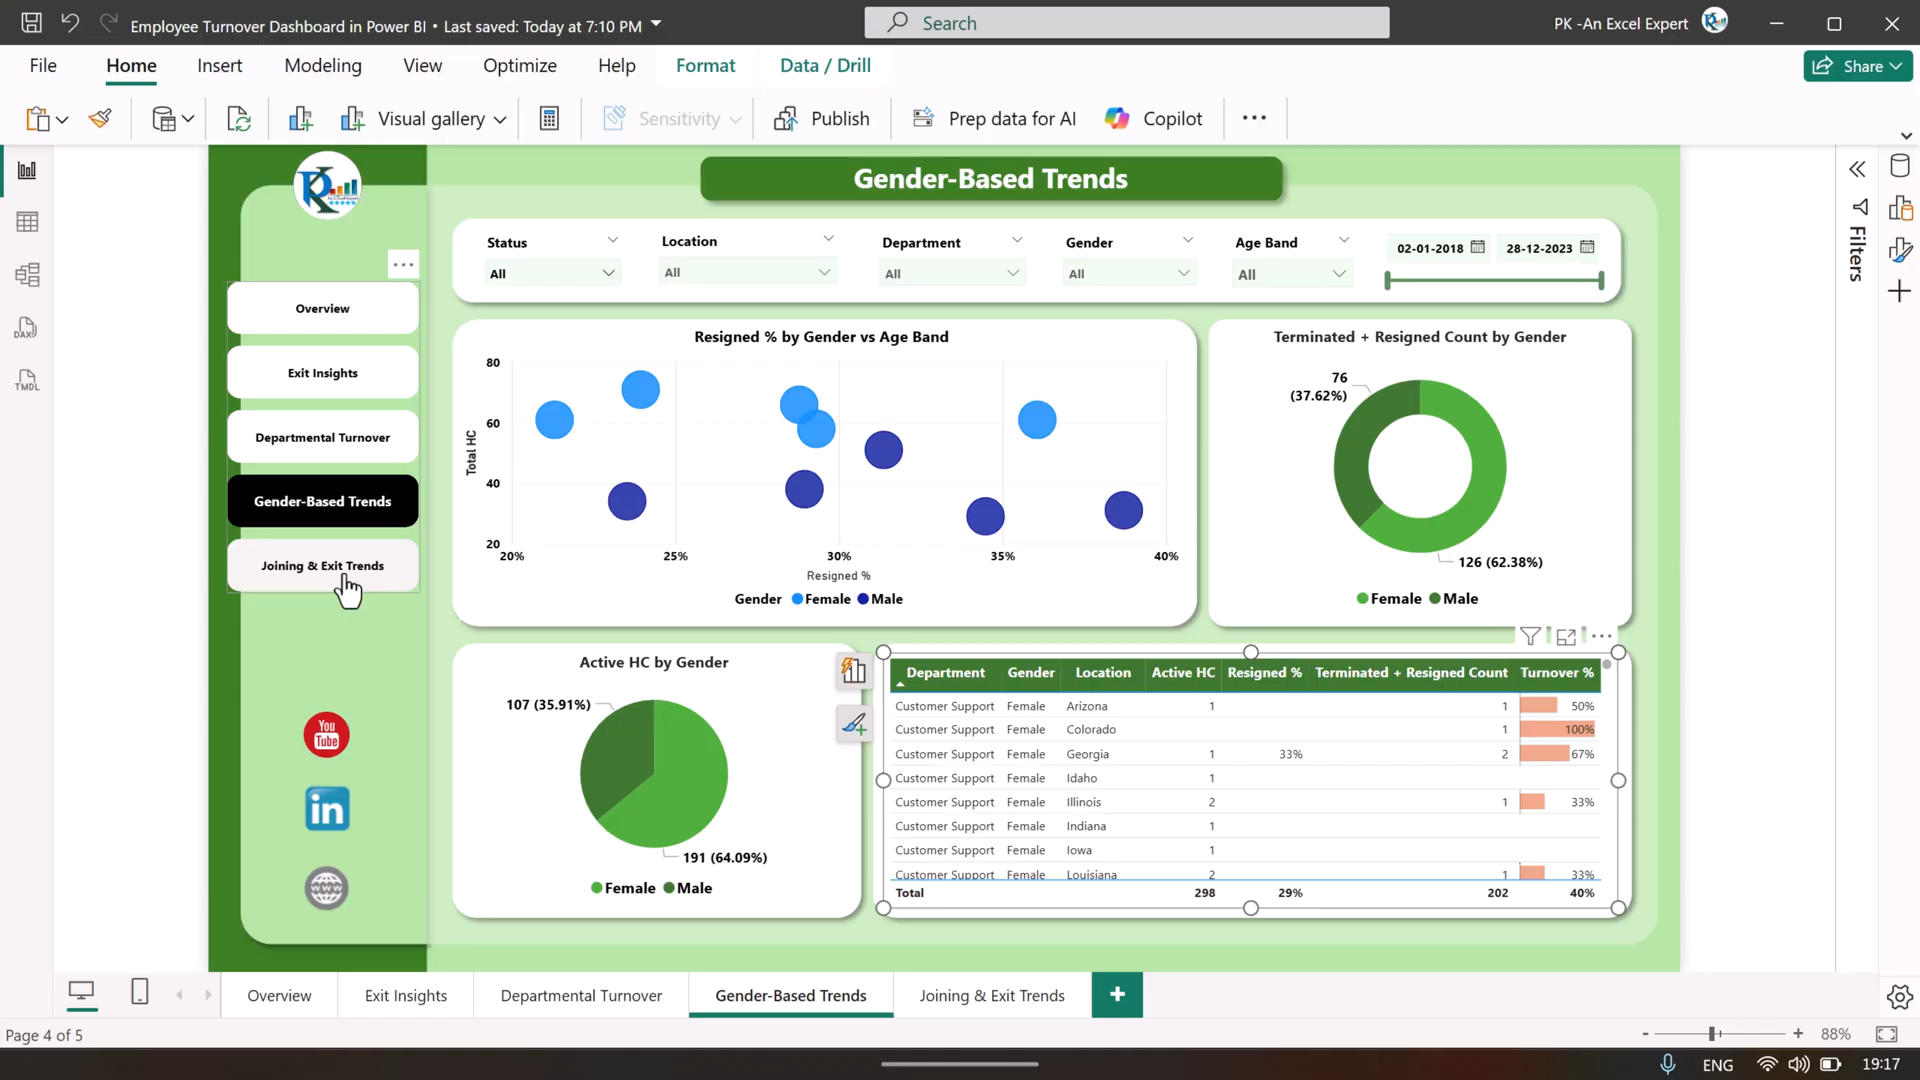 Employee Turnover Dashboard in Power BI • Last saved: Today at 7:10 PM
Search
PK -An Excel Expert
File Home Insert Modeling View Optimize Help Format Data / Drill
Share
Visual gallery Sensitivity Publish Prep data for AI Copilot
Gender-Based Trends
Status Location Department Gender Age Band
All All All All All
02-01-2018 28-12-2023
Filters
DAX
TMDL
Overview
Exit Insights
Departmental Turnover
Gender-Based Trends
Joining & Exit Trends
You
Tube
in
www
Resigned % by Gender vs Age Band
Total HC
80
60
40
20
20% 25% 30% 35% 40%
Resigned %
Gender Female Male
Terminated + Resigned Count by Gender
76
(37.62%)
126 (62.38%)
Female Male
Active HC by Gender
107 (35.91%)
191 (64.09%)
Female Male
Department Gender Location Active HC Resigned % Terminated + Resigned Count Turnover %
Customer Support Female Arizona 1 1 50%
Customer Support Female Colorado 1 100%
Customer Support Female Georgia 1 33% 2 67%
Customer Support Female Idaho 1
Customer Support Female Illinois 2 1 33%
Customer Support Female Indiana 1
Customer Support Female Iowa 1
Customer Support Female Louisiana 2 1 33%
Total 298 29% 202 40%
Overview Exit Insights Departmental Turnover Gender-Based Trends Joining & Exit Trends
Page 4 of 5
88%
ENG
19:17